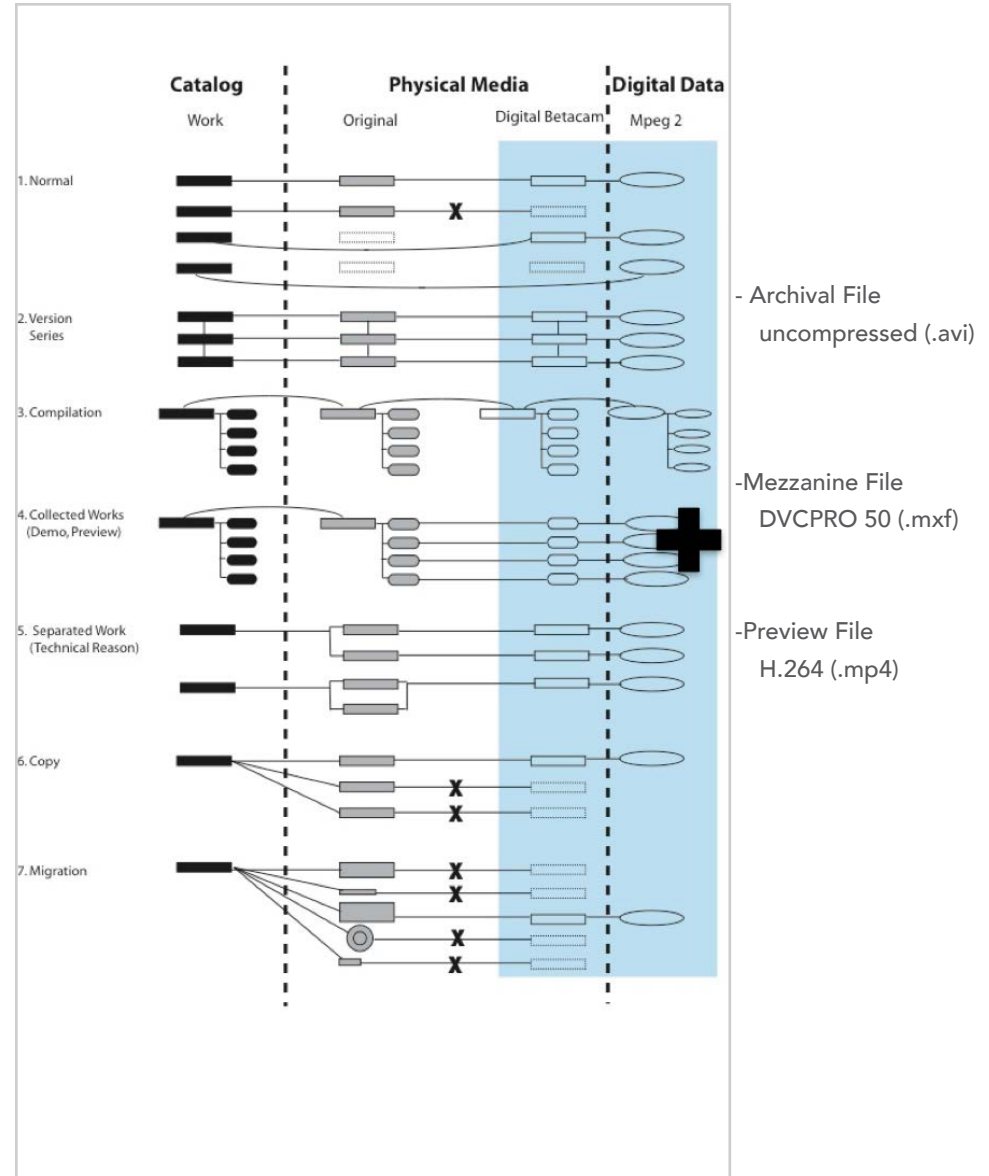 Catalog
Physical Media
Digital Data
Work
Original
Digital Betacam
Mpeg 2
1. Normal
X
2. Version
Series
3. Compilation
4. Collected Works
(Demo, Preview)
5. Separated Work
(Technical Reason)
6. Copy
X
X
7. Migration
X
X
X
X
- Archival File
uncompressed (.avi)
-Mezzanine File
DVCPRO 50 (.mxf)
-Preview File
H.264 (.mp4)